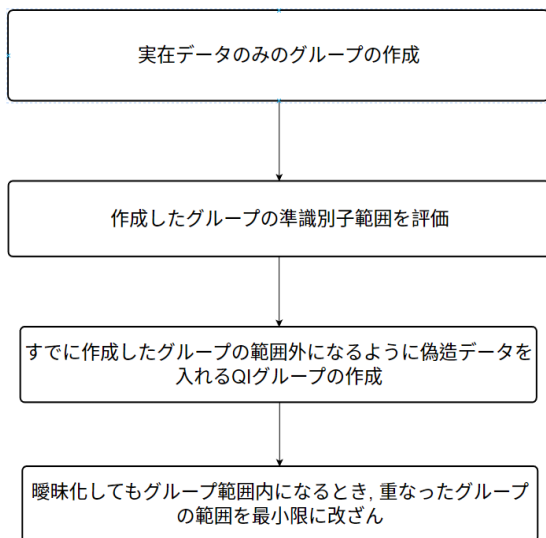 実在データのみのグループの作成
作成したグループの準識別子範囲を評価
すでに作成したグループの範囲外になるように偽造データを
入れるQIグループの作成
曖昧化してもグループ範囲内になるとき, 重なったグループ
の範囲を最小限に改ざん